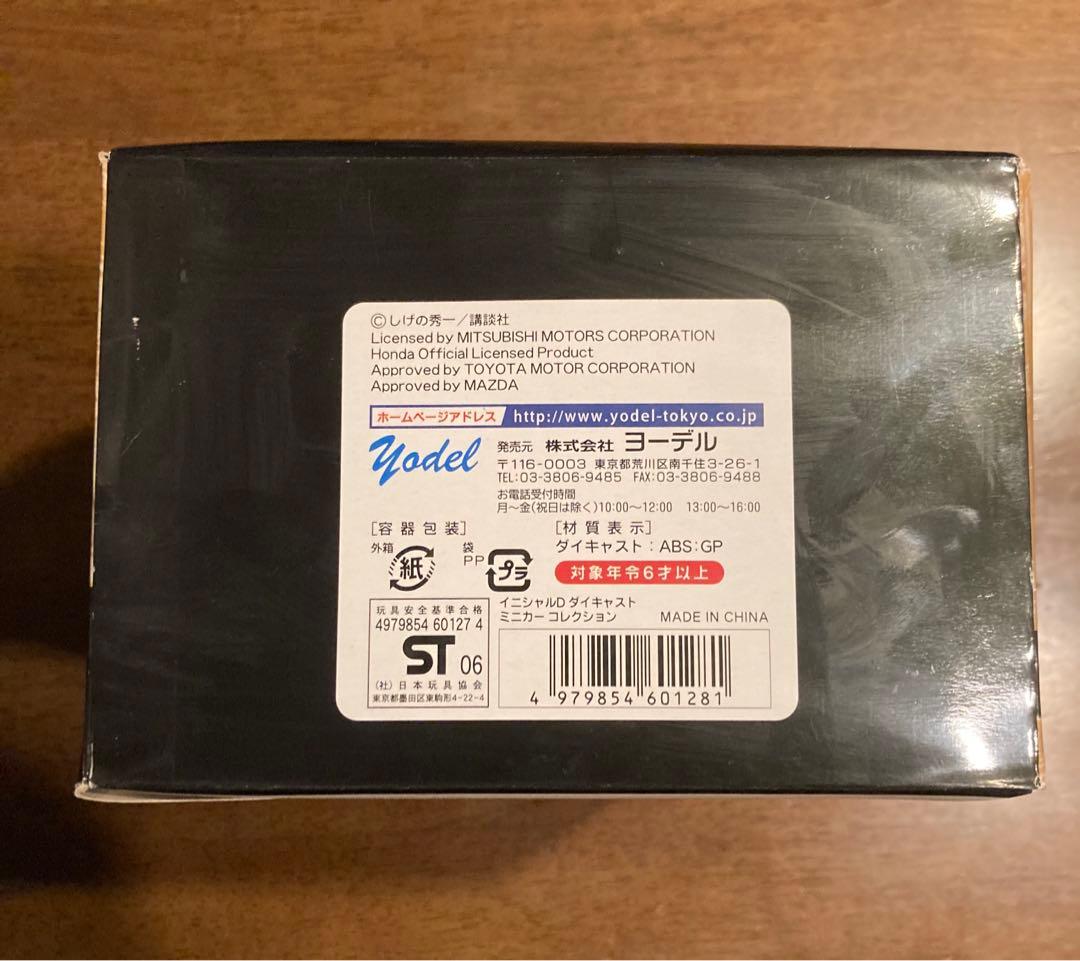 ©しげの秀一／講談社
Licensed by MITSUBISHI MOTORS CORPORATION
Honda Official Licensed Product
Approved by TOYOTA MOTOR CORPORATION
Approved by MAZDA
ホームページアドレス http://www.yodel-tokyo.co.jp
Yodel
発売元 株式会社 ヨーデル
〒116-0003 東京都荒川区南千住3-26-1
TEL:03-3806-9485 FAX:03-3806-9488
お電話受付時間
月～金(祝日は除く)10:00～12:00 13:00～16:00
［容器包装］
外箱 紙
袋 PP プラ
［材質表示］
ダイキャスト：ABS：GP
対象年令6才以上
玩具安全基準合格
4979854 60127 4
ST 06
(社)日本玩具協会
東京都墨田区東駒形4-22-4
イニシャルD ダイキャスト
ミニカー コレクション MADE IN CHINA
4 979854 601281